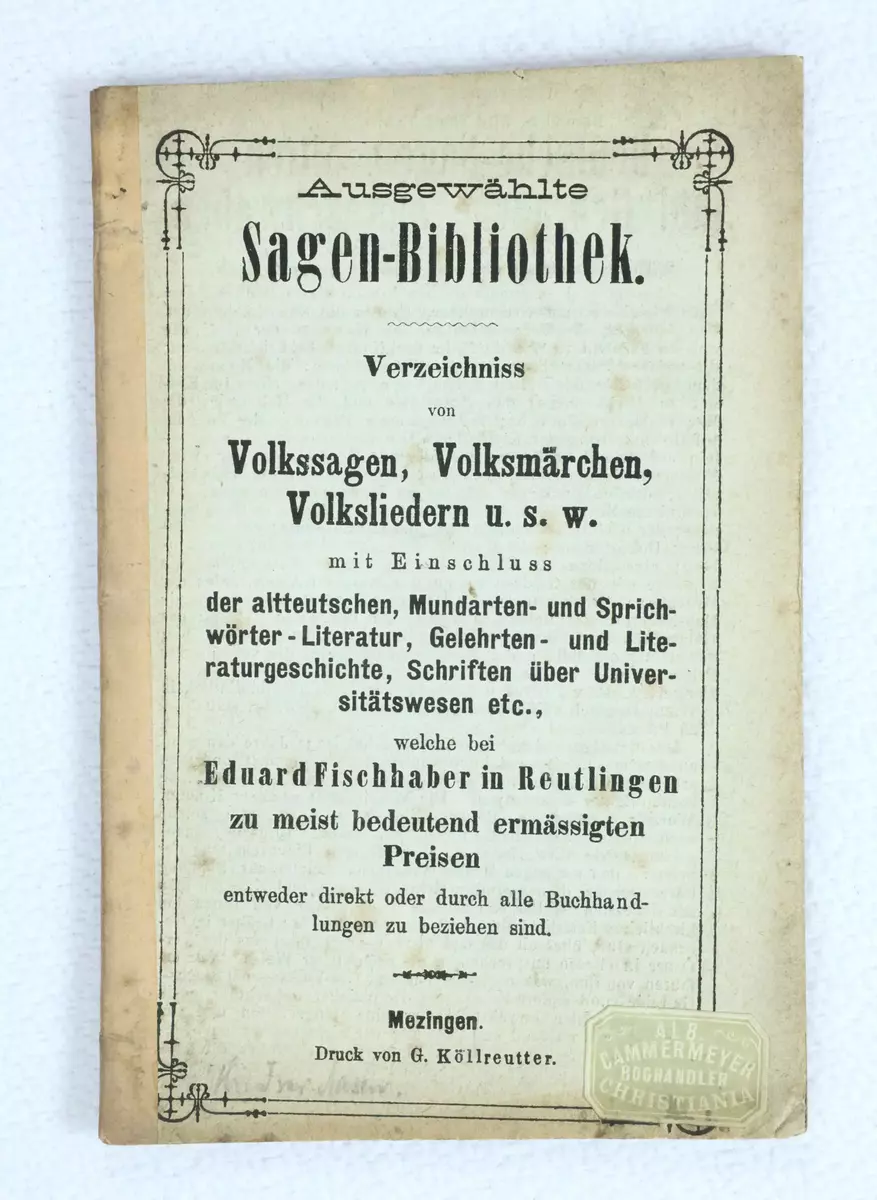 Ausgewählte
Sagen-Bibliothek.
Verzeichniss
von
Volkssagen, Volksmärchen,
Volksliedern u. s. w.
mit Einschluss
der altteutschen, Mundarten- und Sprich-
wörter-Literatur, Gelehrten- und Lite-
raturgeschichte, Schriften über Univer-
sitätswesen etc.,
welche bei
Eduard Fischhaber in Reutlingen
zu meist bedeutend ermässigten
Preisen
entweder direkt oder durch alle Buchhand-
lungen zu beziehen sind.
Mezingen.
Druck von G. Köllreutter.
ALB.
CAMMERMEYER
BOGHANDLER
CHRISTIANIA